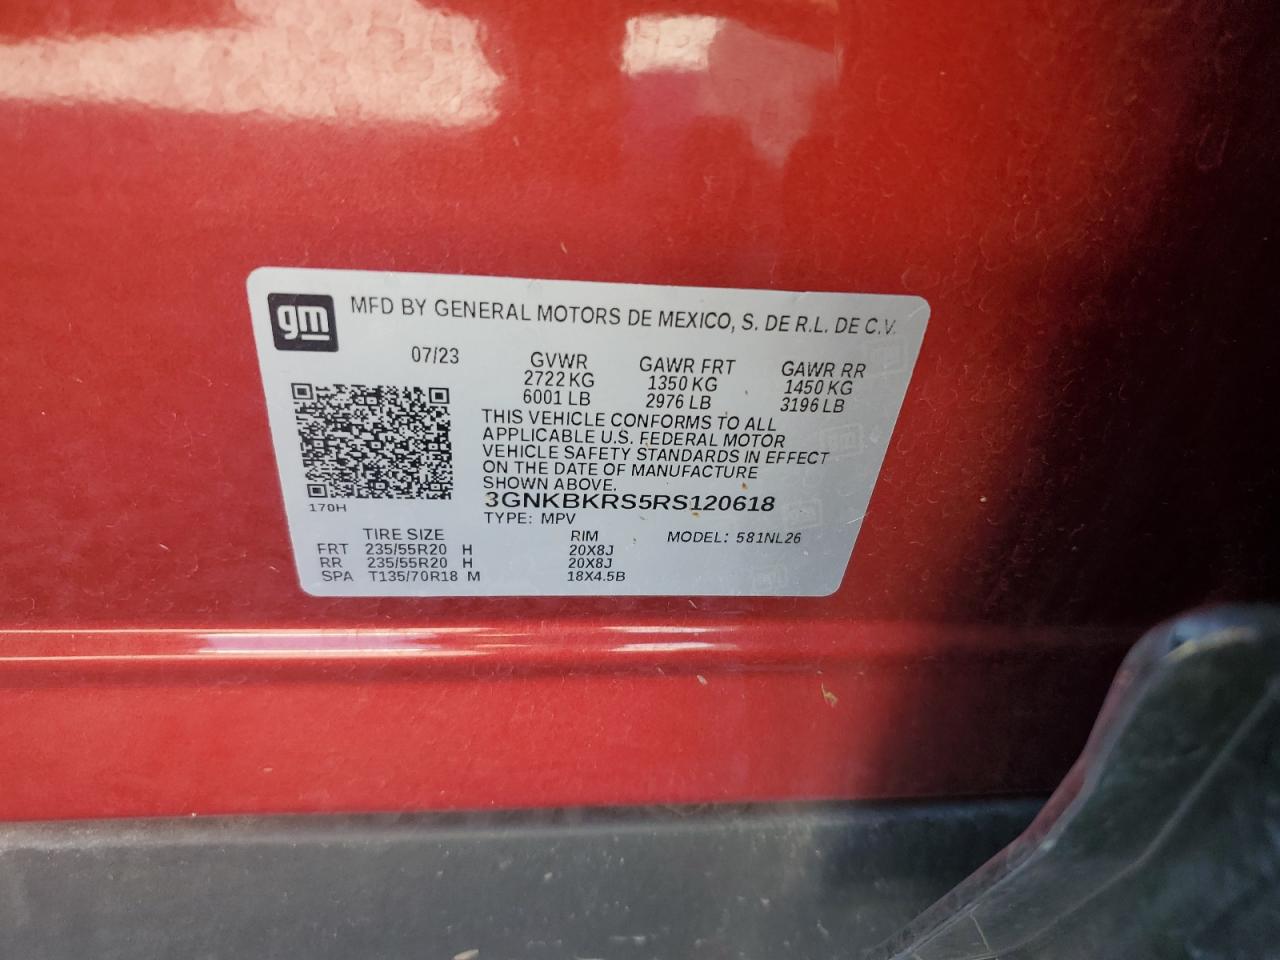 gm MFD BY GENERAL MOTORS DE MEXICO, S. DE R.L. DE C.V.
07/23 GVWR GAWR FRT GAWR RR
2722 KG 1350 KG 1450 KG
6001 LB 2976 LB 3196 LB
THIS VEHICLE CONFORMS TO ALL
APPLICABLE U.S. FEDERAL MOTOR
VEHICLE SAFETY STANDARDS IN EFFECT
ON THE DATE OF MANUFACTURE
SHOWN ABOVE.
170H 3GNKBKRS5RS120618
TYPE: MPV
TIRE SIZE RIM MODEL: 581NL26
FRT 235/55R20 H 20X8J
RR 235/55R20 H 20X8J
SPA T135/70R18 M 18X4.5B